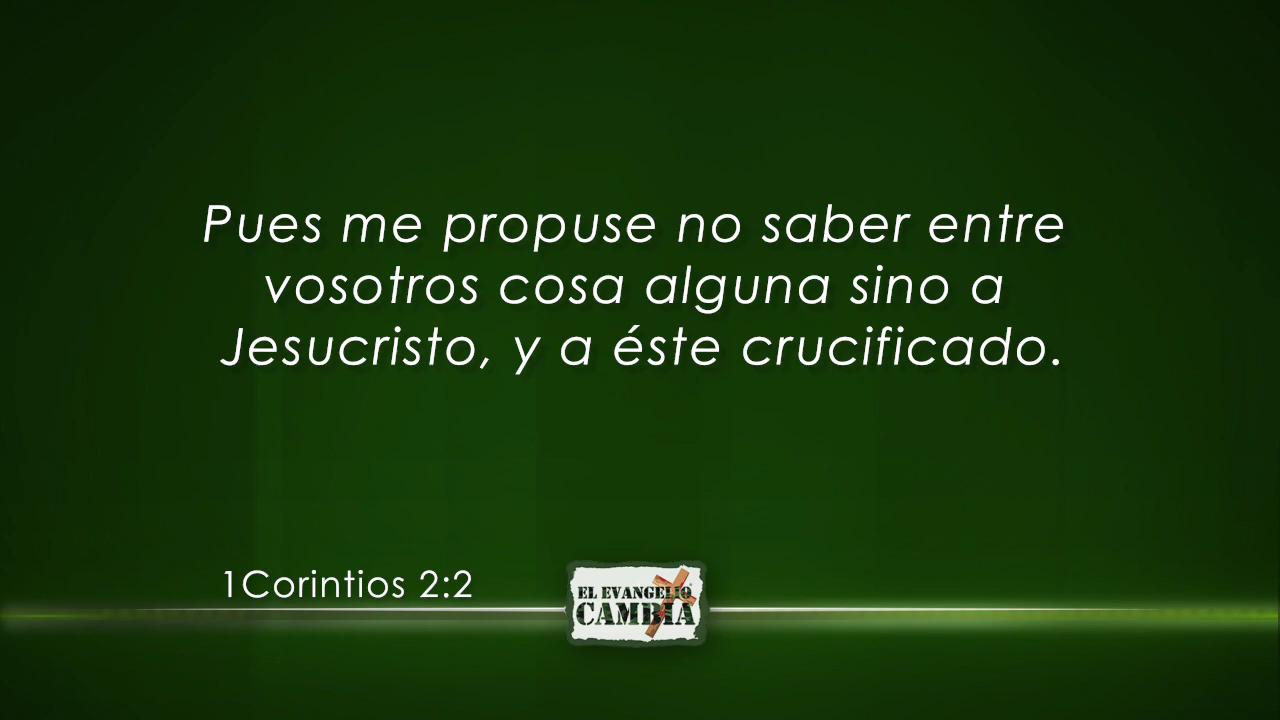 Pues me propuse no saber entre
vosotros cosa alguna sino a
Jesucristo, y a éste crucificado.
1Corintios 2:2
EL EVANGELIO
CAMBIA